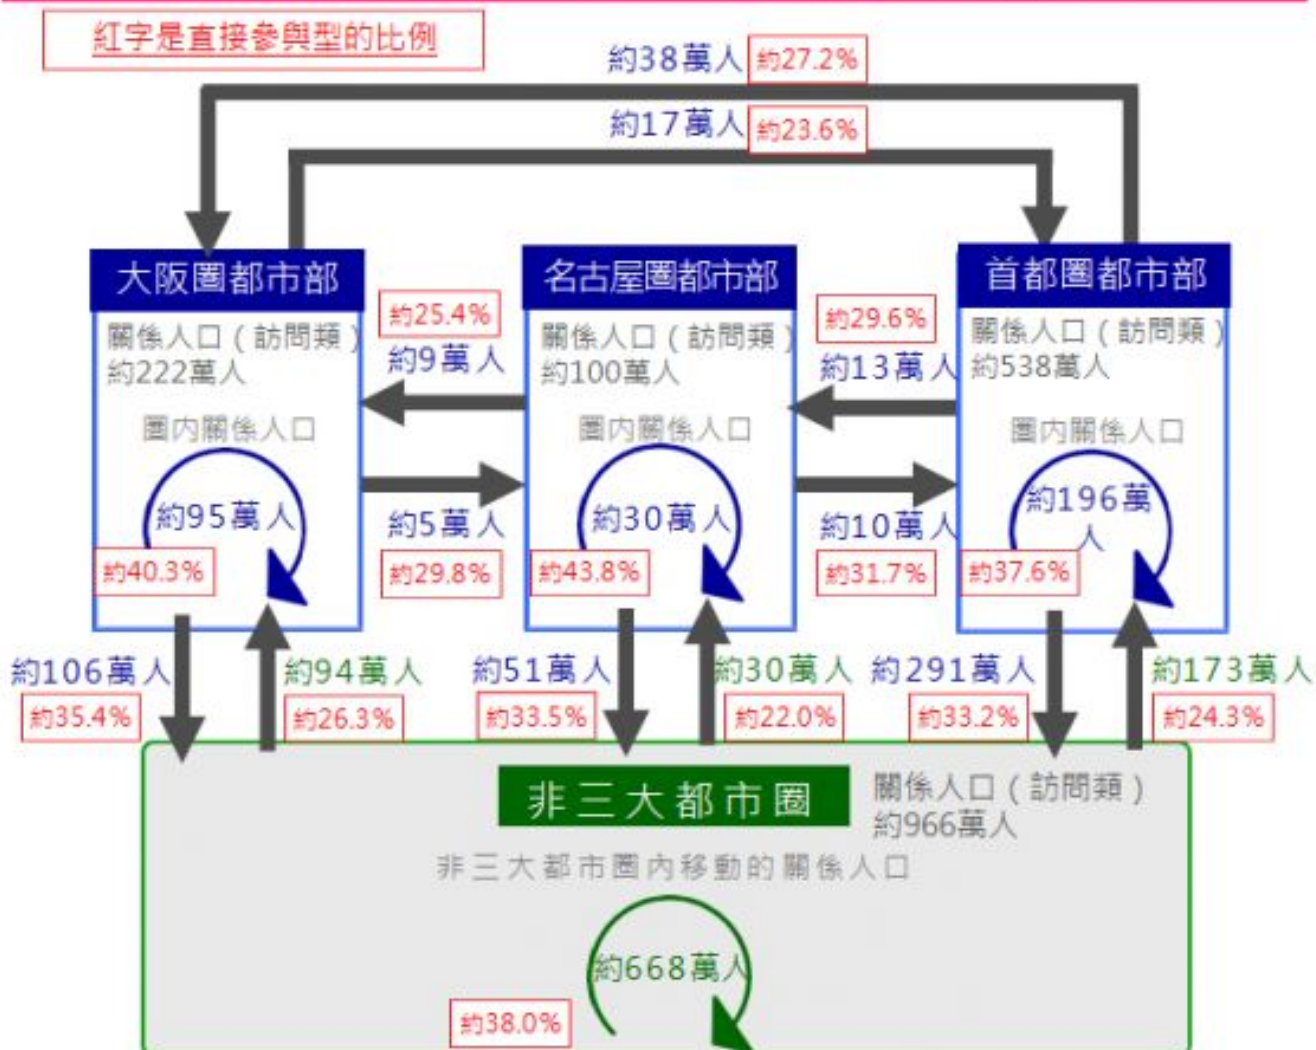 紅字是直接參與型的比例
約38萬人 約27.2%
約17萬人 約23.6%
大阪圈都市部
關係人口（訪問類）
約222萬人
圈内關係人口
約95萬人
約40.3%
約25.4%
約9萬人
約5萬人
約29.8%
名古屋圈都市部
關係人口（訪問類）
約100萬人
圈内關係人口
約30萬人
約43.8%
約29.6%
約13萬人
約10萬人
約31.7%
首都圈都市部
關係人口（訪問類）
約538萬人
圈内關係人口
約196萬
人
約37.6%
約106萬人
約35.4%
約94萬人
約26.3%
約51萬人
約33.5%
約30萬人
約22.0%
約291萬人
約33.2%
約173萬人
約24.3%
非三大都市圈
關係人口（訪問類）
約966萬人
非三大都市圈内移動的關係人口
約668萬人
約38.0%